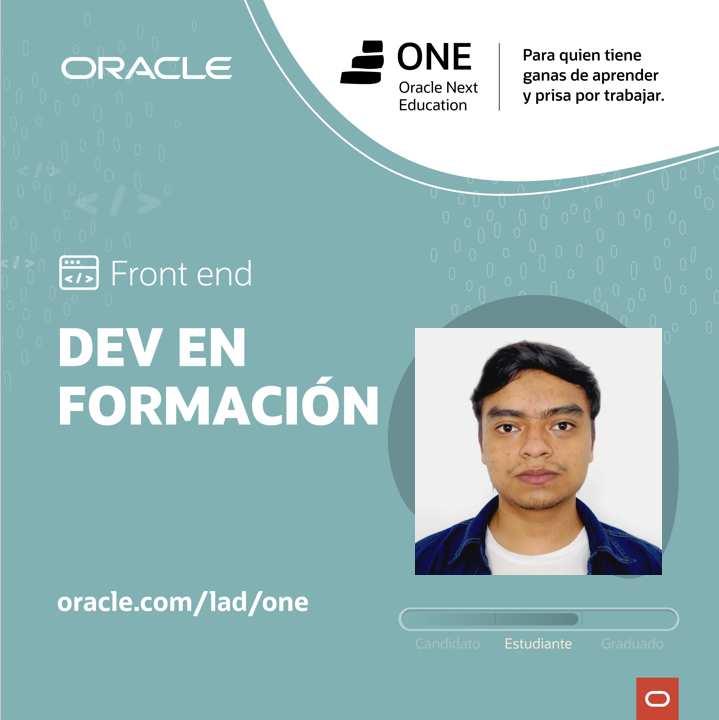 ORACLE
ONE
Oracle Next
Education
Para quien tiene
ganas de aprender
y prisa por trabajar.
</>
</>
</>
</>
Front end
DEV EN
FORMACIÓN
oracle.com/lad/one
Candidato
Estudiante
Graduado